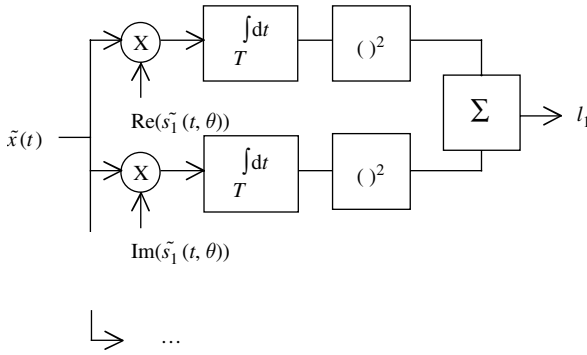 X
∫dt
T
( )²
Re(s̃₁(t, θ))
Σ
l₁
x̃(t)
X
∫dt
T
( )²
Im(s̃₁(t, θ))
...